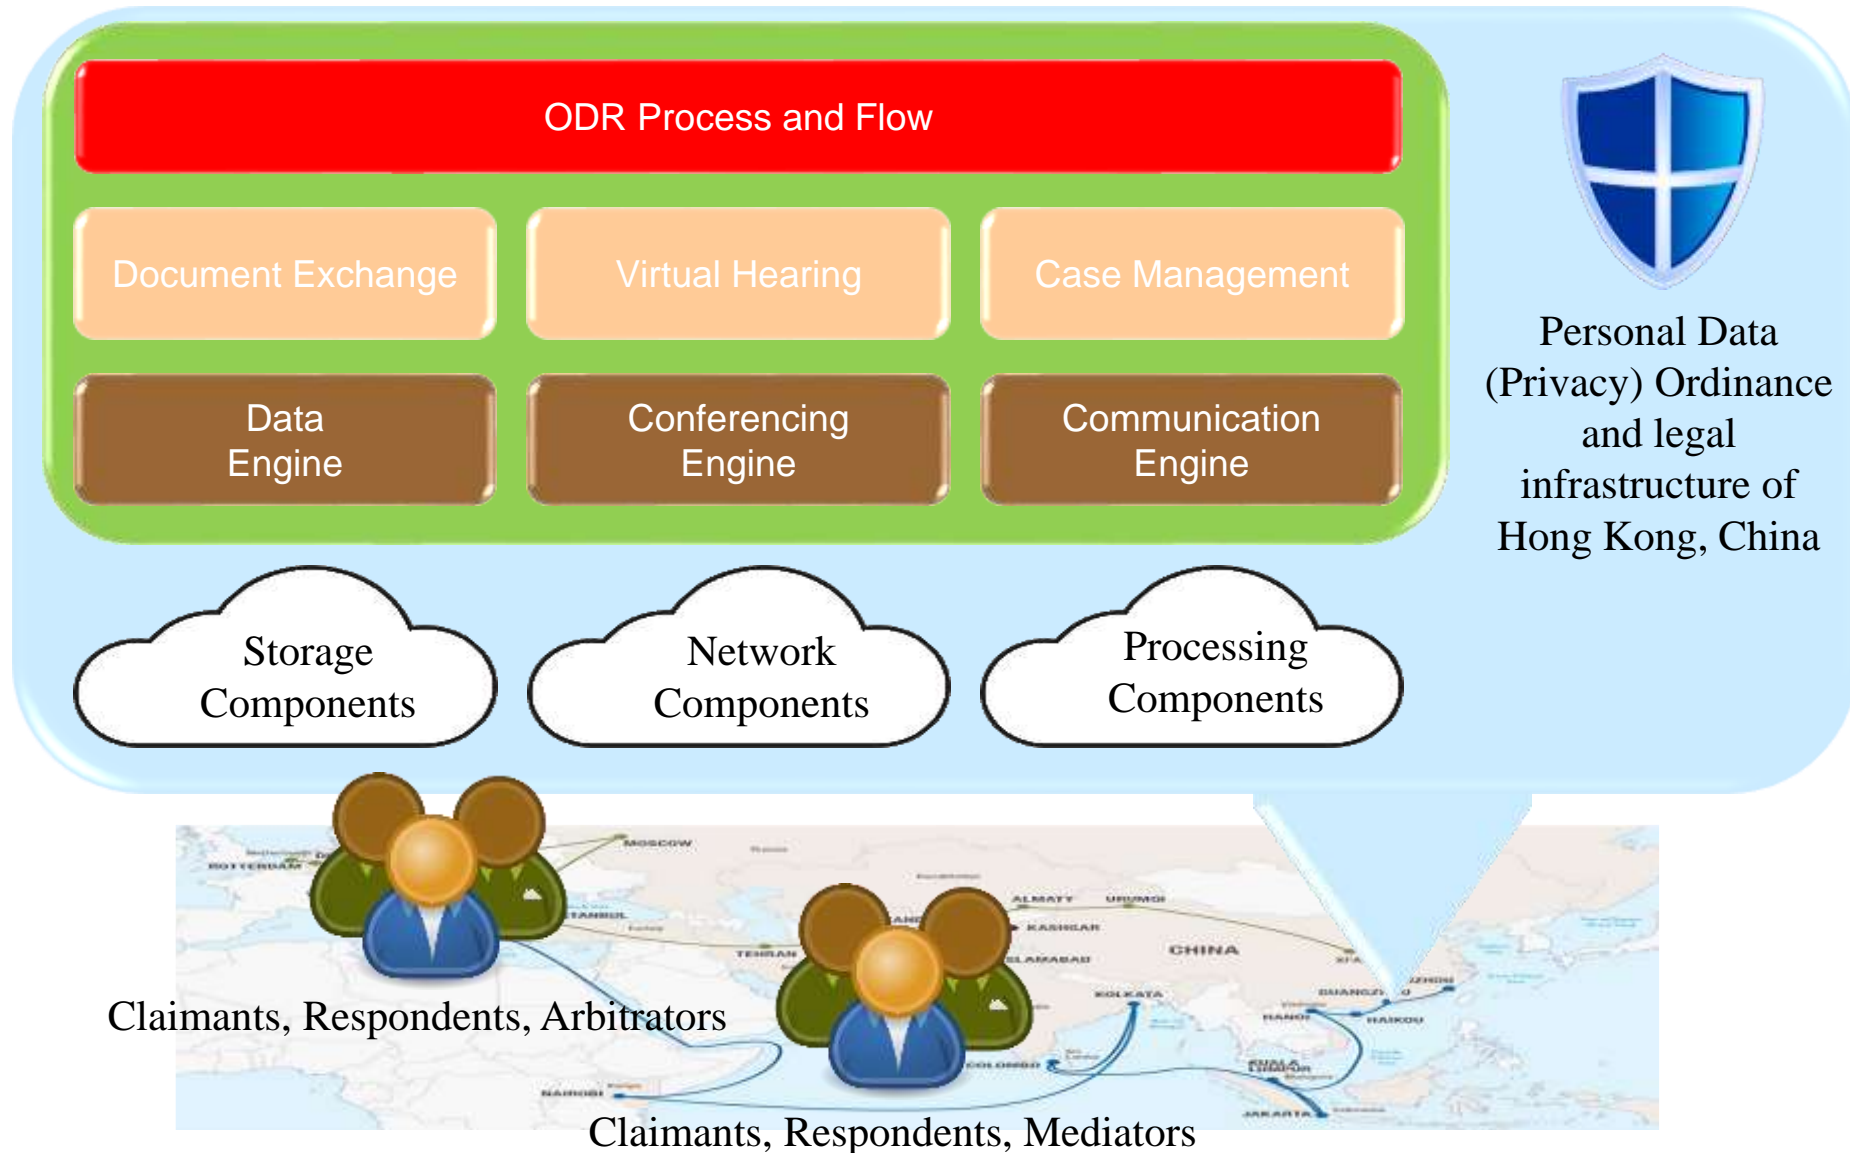 ODR Process and Flow
Document Exchange
Virtual Hearing
Case Management
Data
Engine
Conferencing
Engine
Communication
Engine
Personal Data
(Privacy) Ordinance
and legal
infrastructure of
Hong Kong, China
Storage
Components
Network
Components
Processing
Components
MOSCOW
ROTTERDAM
ALMATY
URUMQI
KASHGAR
TEHRAN
CHINA
KOLKATA
HANOI
HAIKOU
COLOMBO
KUALA
LUMPUR
NAIROBI
JAKARTA
Claimants, Respondents, Arbitrators
Claimants, Respondents, Mediators